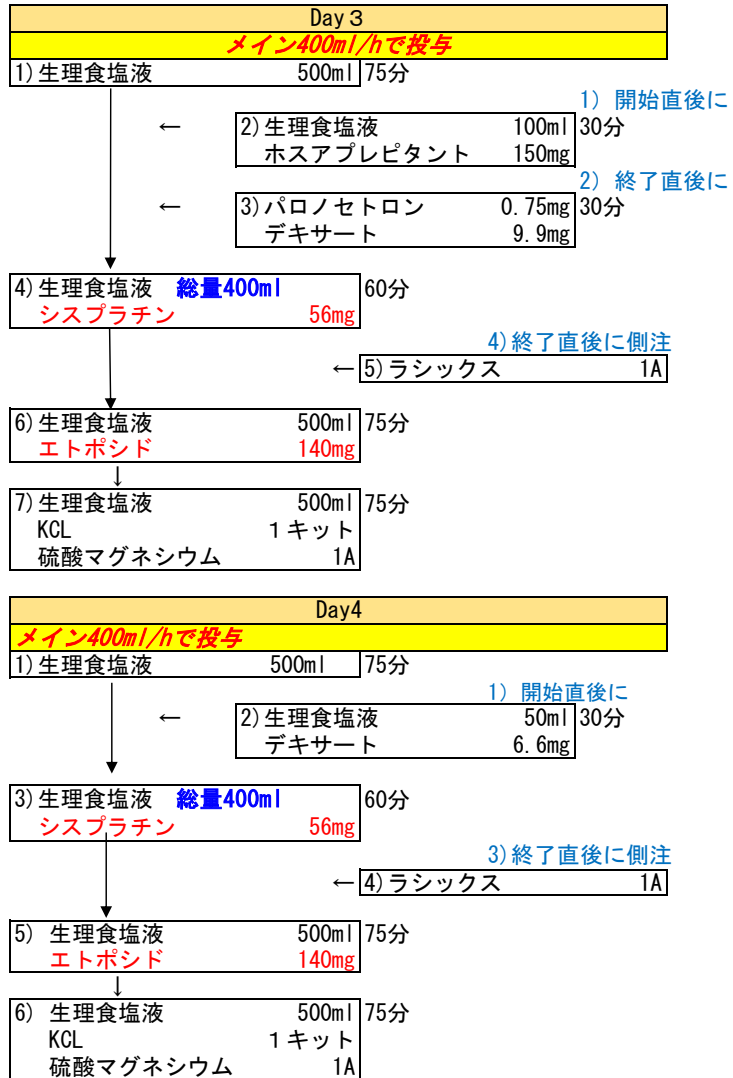 Day３
メイン400ml/hで投与
1)生理食塩液 500ml 75分
1) 開始直後に
← 2)生理食塩液 100ml 30分
ホスアプレピタント 150mg
2) 終了直後に
← 3)パロノセトロン 0.75mg 30分
デキサート 9.9mg
4)生理食塩液 総量400ml 60分
シスプラチン 56mg
4)終了直後に側注
← 5)ラシックス 1A
6)生理食塩液 500ml 75分
エトポシド 140mg
↓
7)生理食塩液 500ml 75分
KCL １キット
硫酸マグネシウム 1A
Day4
メイン400ml/hで投与
1)生理食塩液 500ml 75分
1) 開始直後に
← 2)生理食塩液 50ml 30分
デキサート 6.6mg
3)生理食塩液 総量400ml 60分
シスプラチン 56mg
3)終了直後に側注
← 4)ラシックス 1A
5) 生理食塩液 500ml 75分
エトポシド 140mg
↓
6) 生理食塩液 500ml 75分
KCL １キット
硫酸マグネシウム 1A